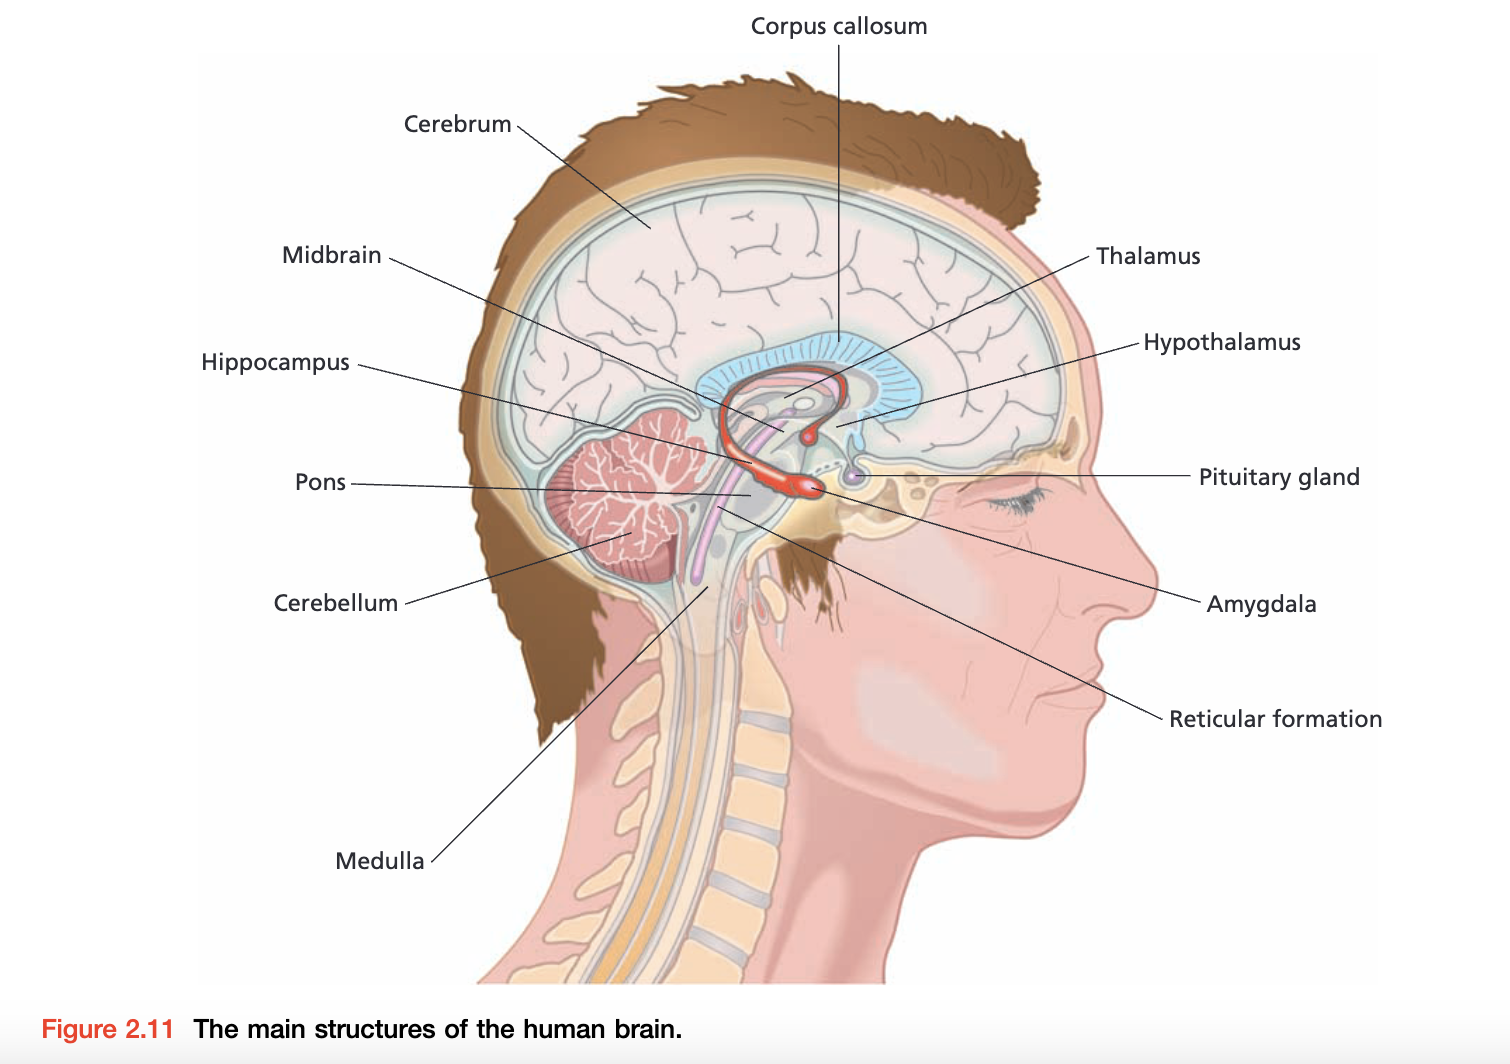 Corpus callosum
Cerebrum
Midbrain
Thalamus
Hypothalamus
Hippocampus
Pituitary gland
Pons
Cerebellum
Amygdala
Reticular formation
Medulla
Figure 2.11 The main structures of the human brain.